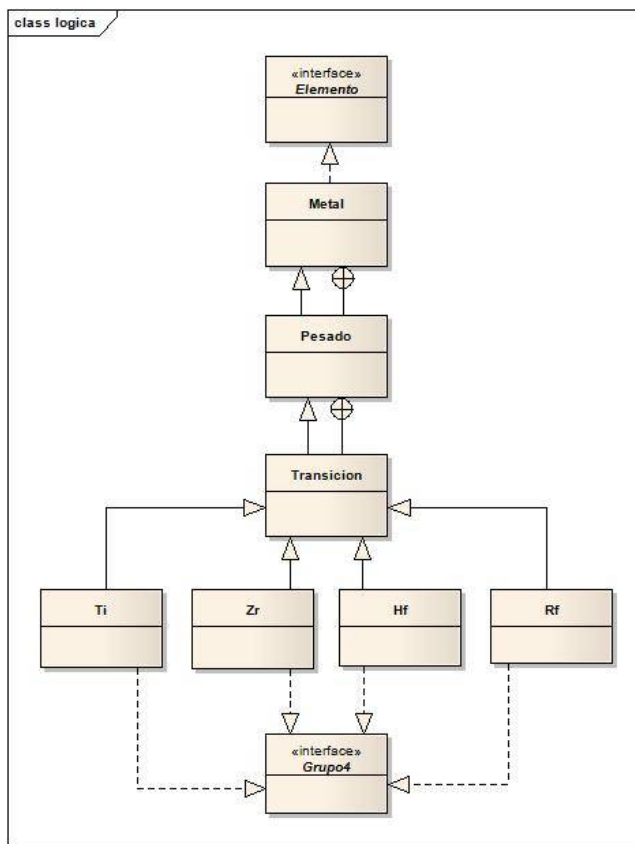 class logica
«interface»
Elemento
Metal
Pesado
Transicion
Ti
Zr
Hf
Rf
«interface»
Grupo4